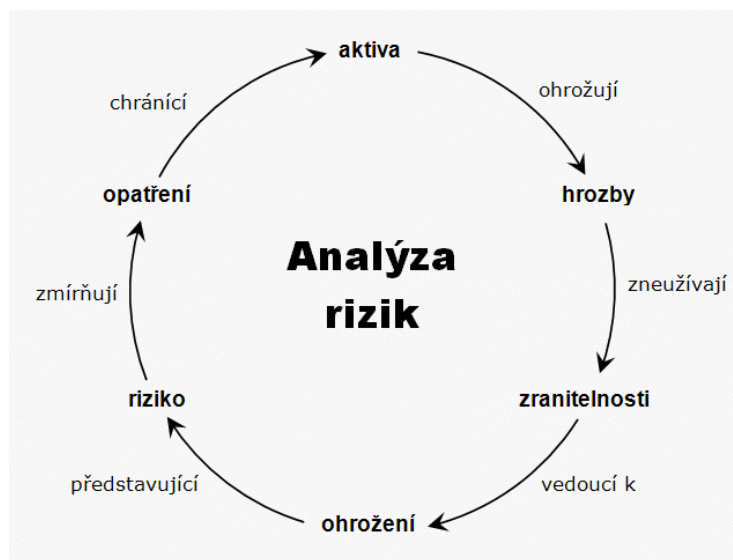 aktiva
ohrožují
hrozby
zneužívají
zranitelnosti
vedoucí k
ohrožení
představující
riziko
zmírňují
opatření
chránící
Analýza
rizik